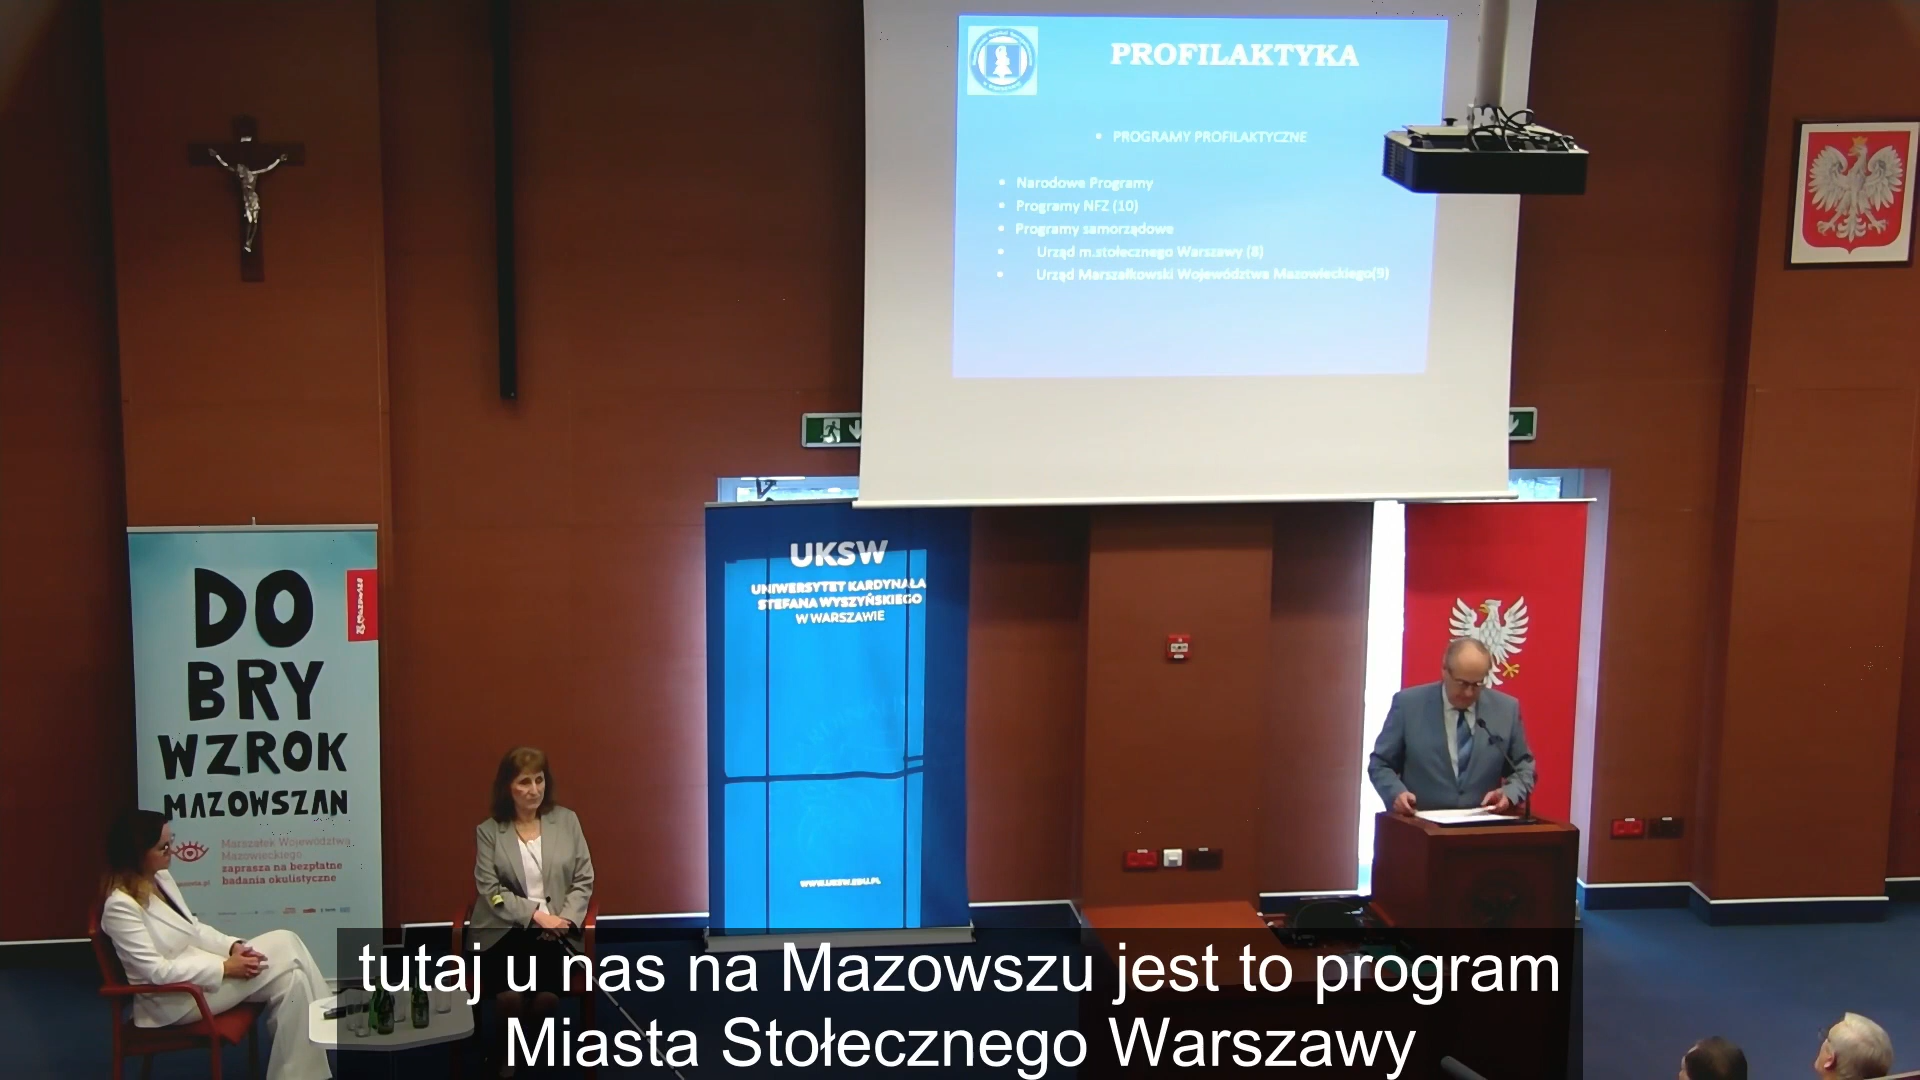 PROFILAKTYKA
• PROGRAMY PROFILAKTYCZNE
• Narodowe Programy
• Programy NFZ (10)
• Programy samorządowe
• Urząd m.stołecznego Warszawy (8)
• Urząd Marszałkowski Województwa Mazowieckiego(9)
DO
BRY
WZROK
MAZOWSZAN
Mazowsze
Marszałek Województwa
Mazowieckiego
zaprasza na bezpłatne
badania okulistyczne
UKSW
UNIWERSYTET KARDYNAŁA
STEFANA WYSZYŃSKIEGO
W WARSZAWIE
WWW.UKSW.EDU.PL
tutaj u nas na Mazowszu jest to program
Miasta Stołecznego Warszawy